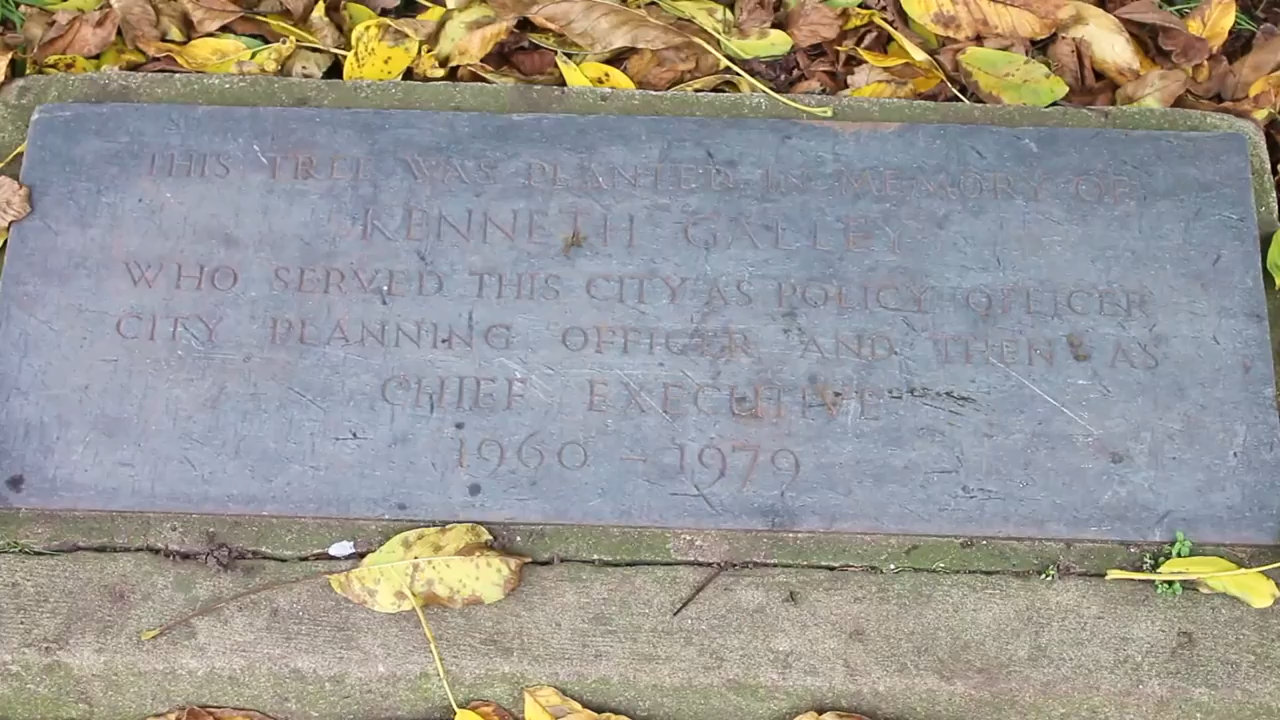 THIS TREE WAS PLANTED IN MEMORY OF
KENNETH GALLEY
WHO SERVED THIS CITY AS POLICY OFFICER
CITY PLANNING OFFICER AND THEN AS
CHIEF EXECUTIVE
1960 - 1979